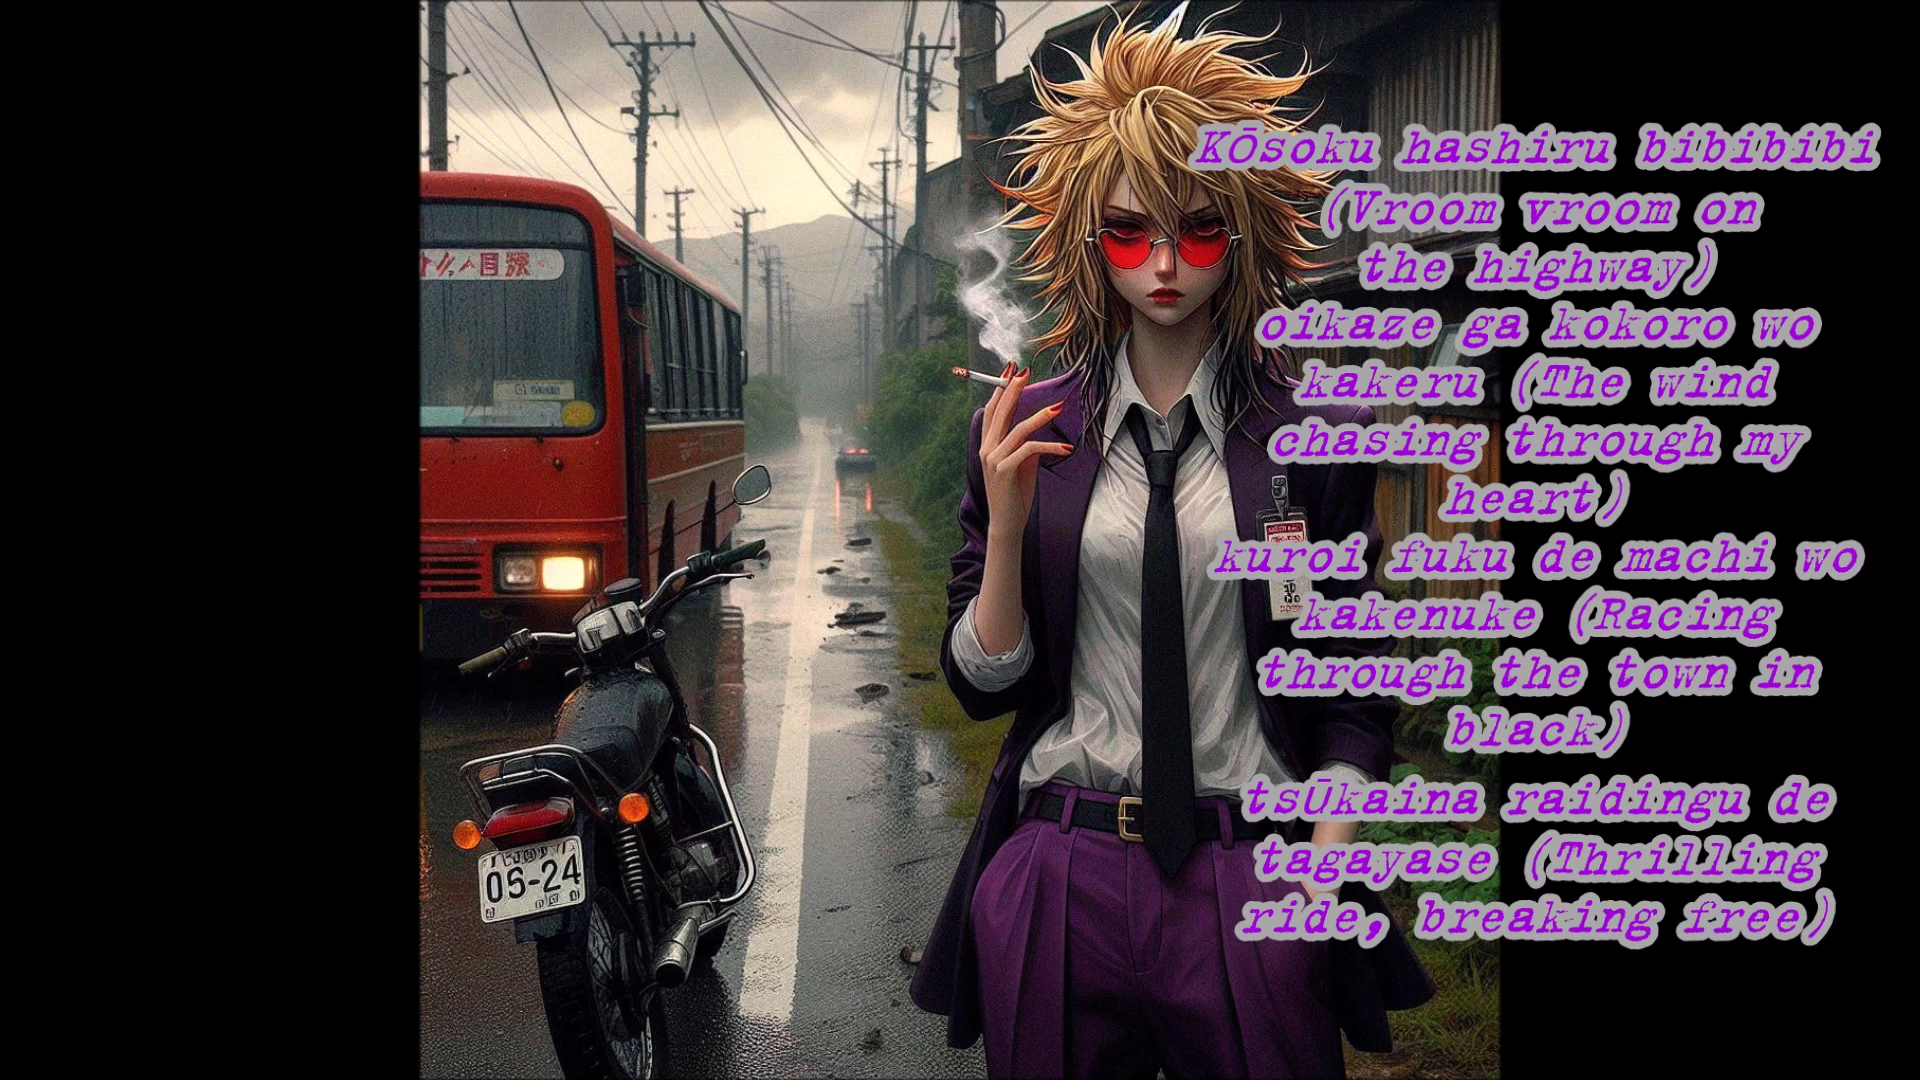 Kōsoku hashiru bibibibi
(Vroom vroom on
the highway)
oikaze ga kokoro wo
kakeru (The wind
chasing through my
heart)
kuroi fuku de machi wo
kakenuke (Racing
through the town in
black)
tsŪkaina raidingu de
tagayase (Thrilling
ride, breaking free)
06-24